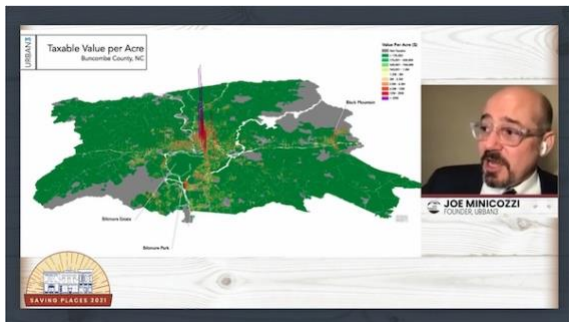 URBAN3
Taxable Value per Acre
Buncombe County, NC
Value Per Acre ($)
Black Mountain
Biltmore Estate
Biltmore Park
JOE MINICOZZI
FOUNDER, URBAN3
SAVING PLACES 2021